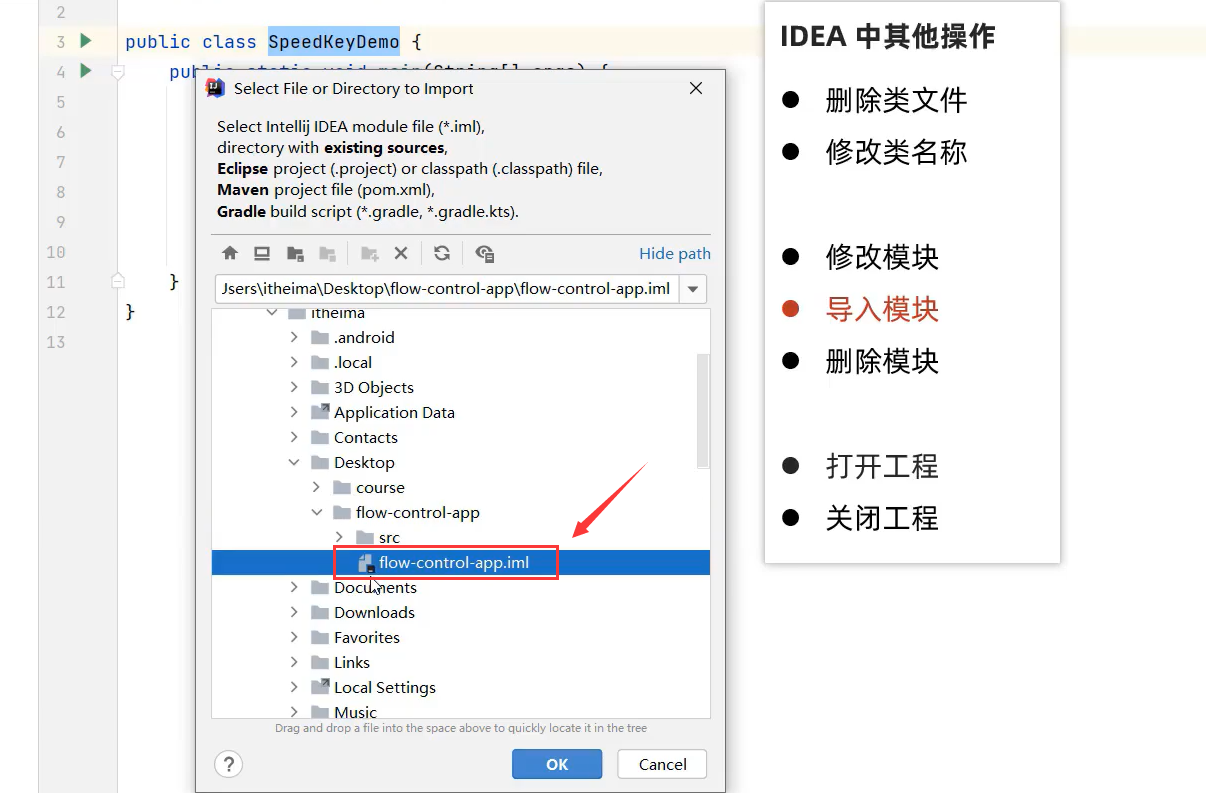 2
3
public class SpeedKeyDemo {
4
5
6
7
8
9
10
11
}
12
}
13
Select File or Directory to Import
Select Intellij IDEA module file (*.iml),
directory with existing sources,
Eclipse project (.project) or classpath (.classpath) file,
Maven project file (pom.xml),
Gradle build script (*.gradle, *.gradle.kts).
Hide path
Jsers\itheima\Desktop\flow-control-app\flow-control-app.iml
itheima
.android
.local
3D Objects
Application Data
Contacts
Desktop
course
flow-control-app
src
flow-control-app.iml
Documents
Downloads
Favorites
Links
Local Settings
Music
Drag and drop a file into the space above to quickly locate it in the tree
?
OK
Cancel
IDEA 中其他操作
● 删除类文件
● 修改类名称
● 修改模块
● 导入模块
● 删除模块
● 打开工程
● 关闭工程